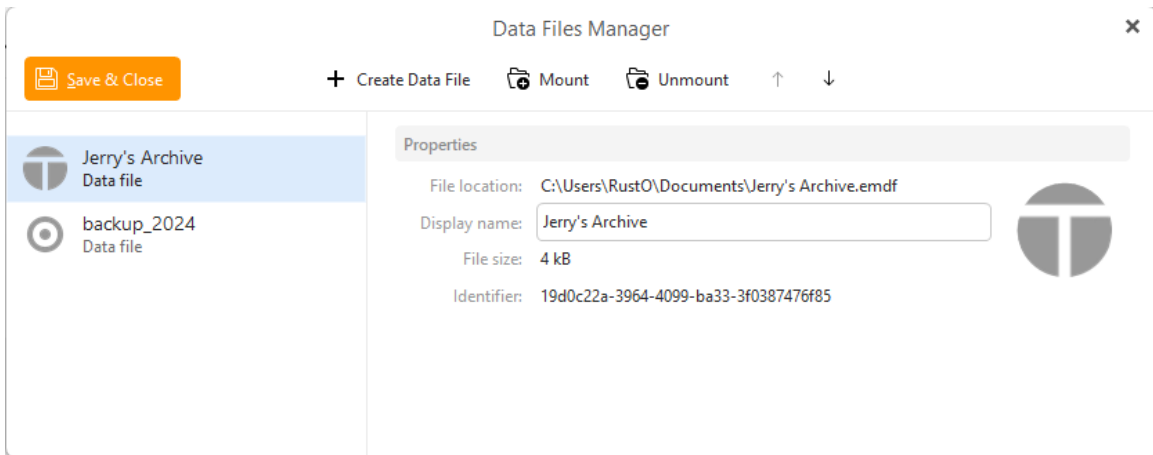 Data Files Manager
Save & Close
Create Data File
Mount
Unmount
Jerry's Archive
Data file
backup_2024
Data file
Properties
File location: C:\Users\RustO\Documents\Jerry's Archive.emdf
Display name: Jerry's Archive
File size: 4 kB
Identifier: 19d0c22a-3964-4099-ba33-3f0387476f85